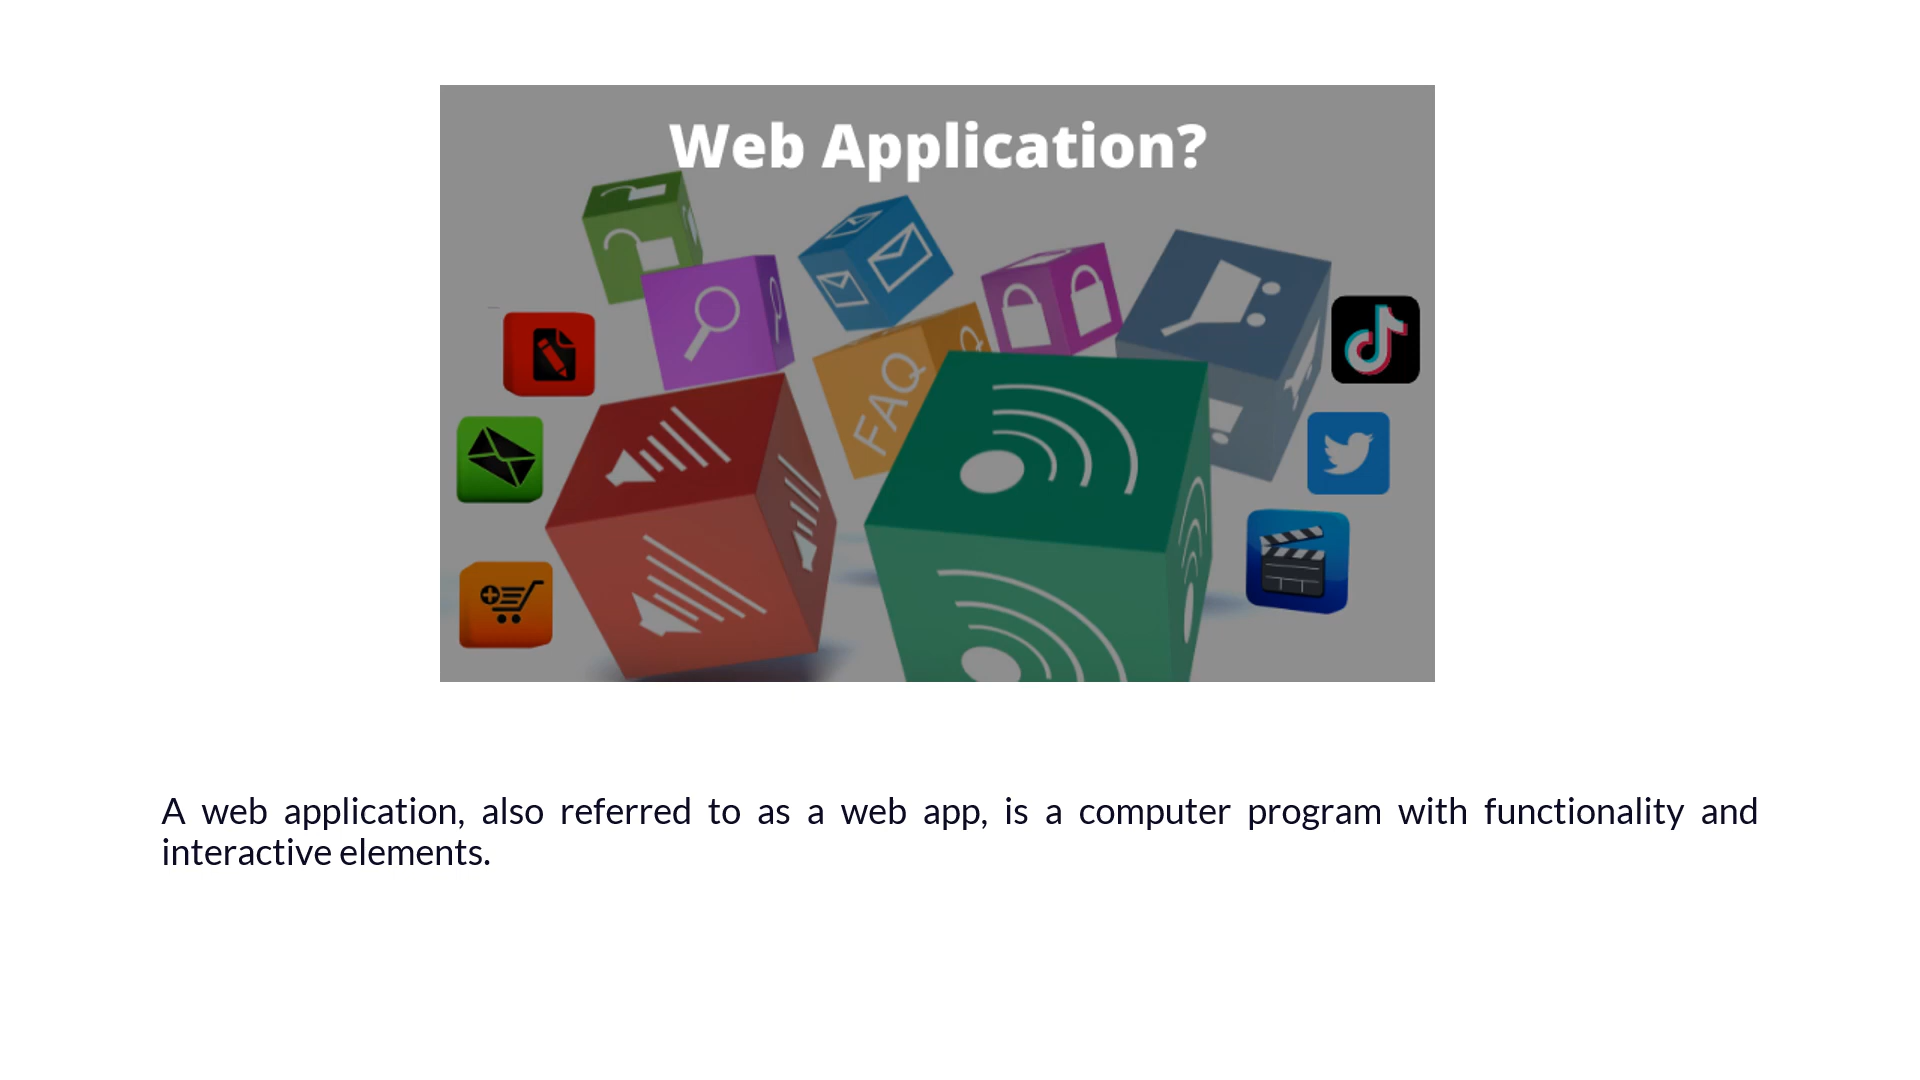 Web Application?
FAQ
A web application, also referred to as a web app, is a computer program with functionality and
interactive elements.